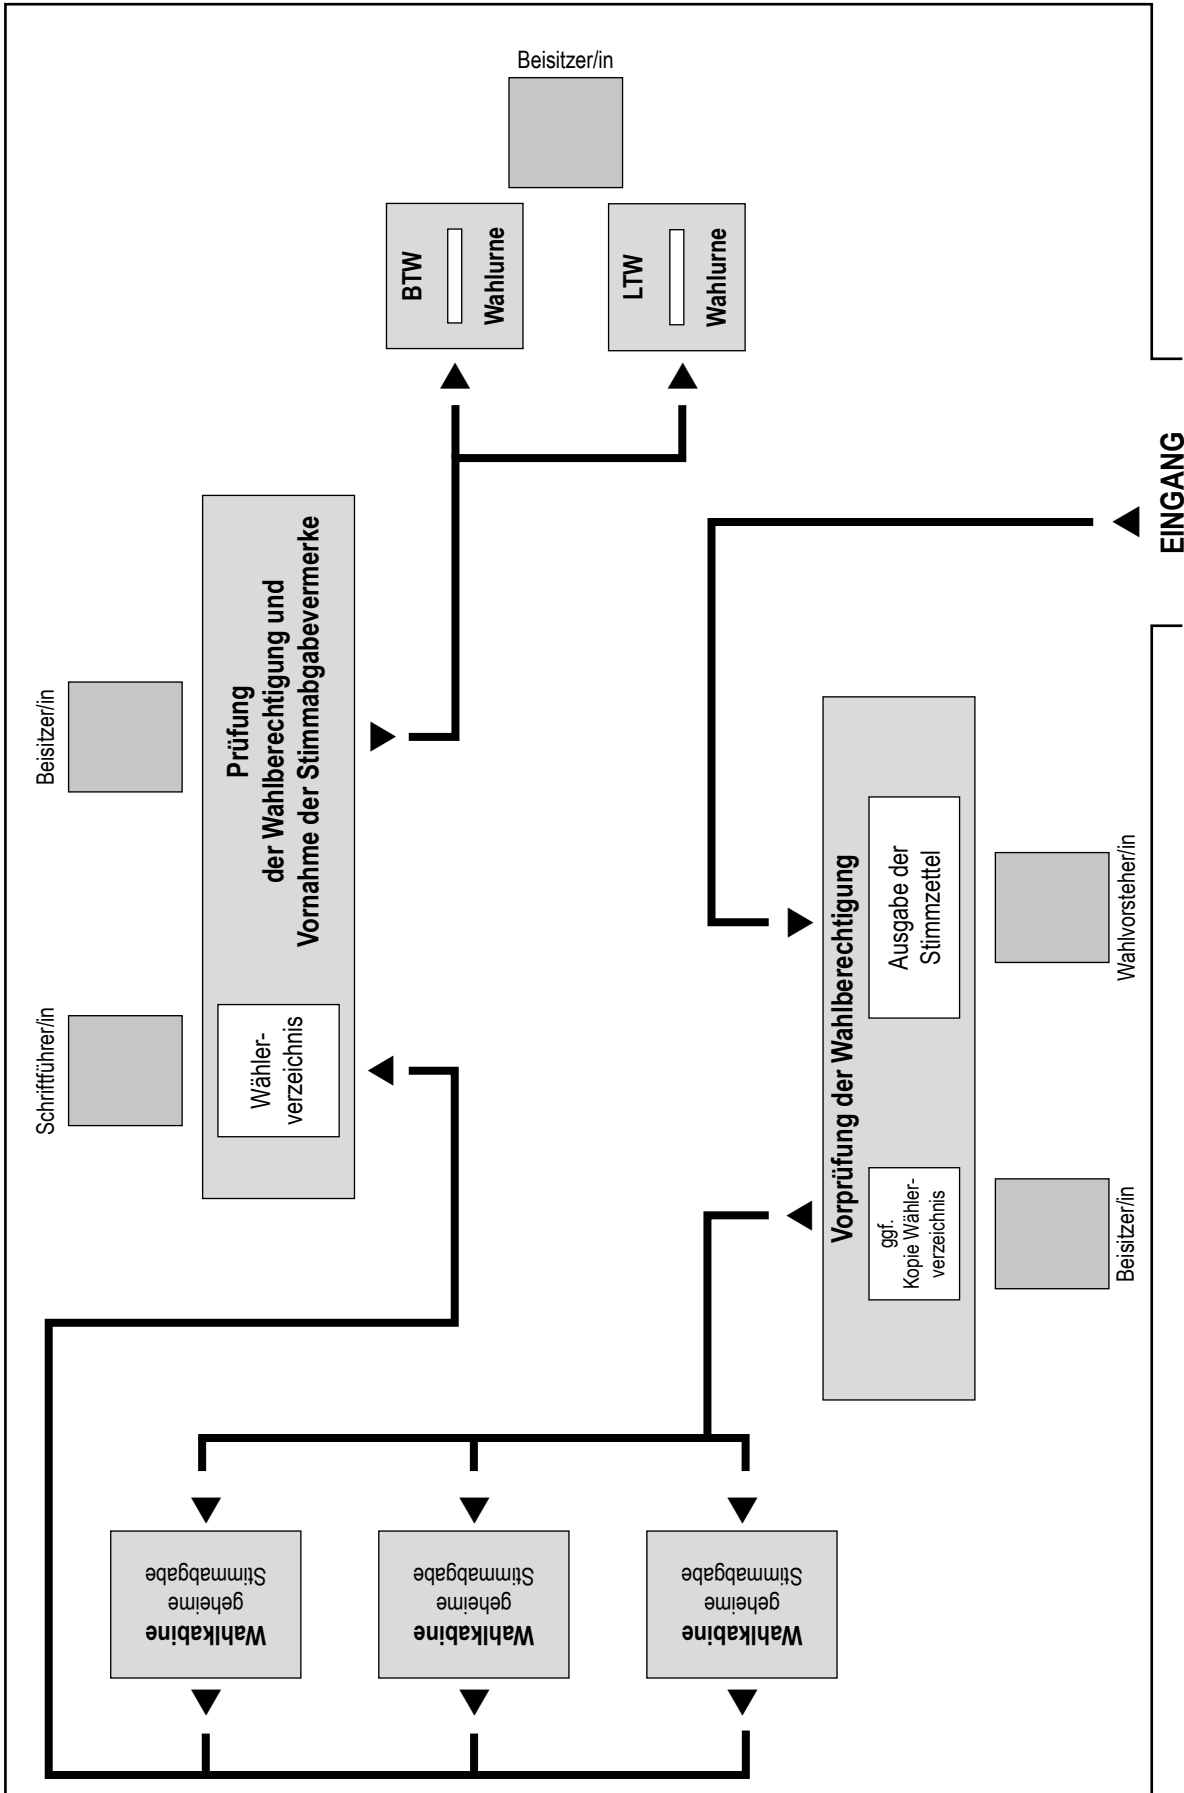 Beisitzer/in
BTW
Wahlurne
LTW
Wahlurne
Beisitzer/in
Schriftführer/in
Prüfung
der Wahlberechtigung und
Vornahme der Stimmabgabevermerke
Wähler-
verzeichnis
EINGANG
Vorprüfung der Wahlberechtigung
Ausgabe der
Stimmzettel
ggf.
Kopie Wähler-
verzeichnis
Wahlvorsteher/in
Beisitzer/in
Wahlkabine
geheime
Stimmabgabe
Wahlkabine
geheime
Stimmabgabe
Wahlkabine
geheime
Stimmabgabe